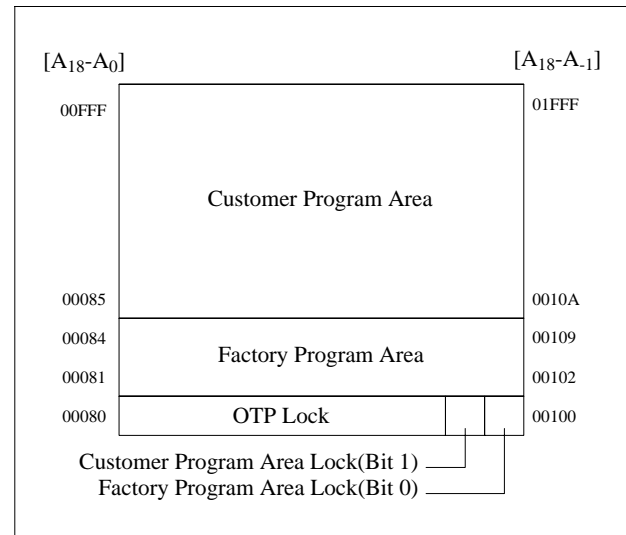 [A18-A0] [A18-A-1]
00FFF 01FFF
Customer Program Area
00085 0010A
00084 00109
Factory Program Area
00081 00102
00080 OTP Lock 00100
Customer Program Area Lock(Bit 1)
Factory Program Area Lock(Bit 0)